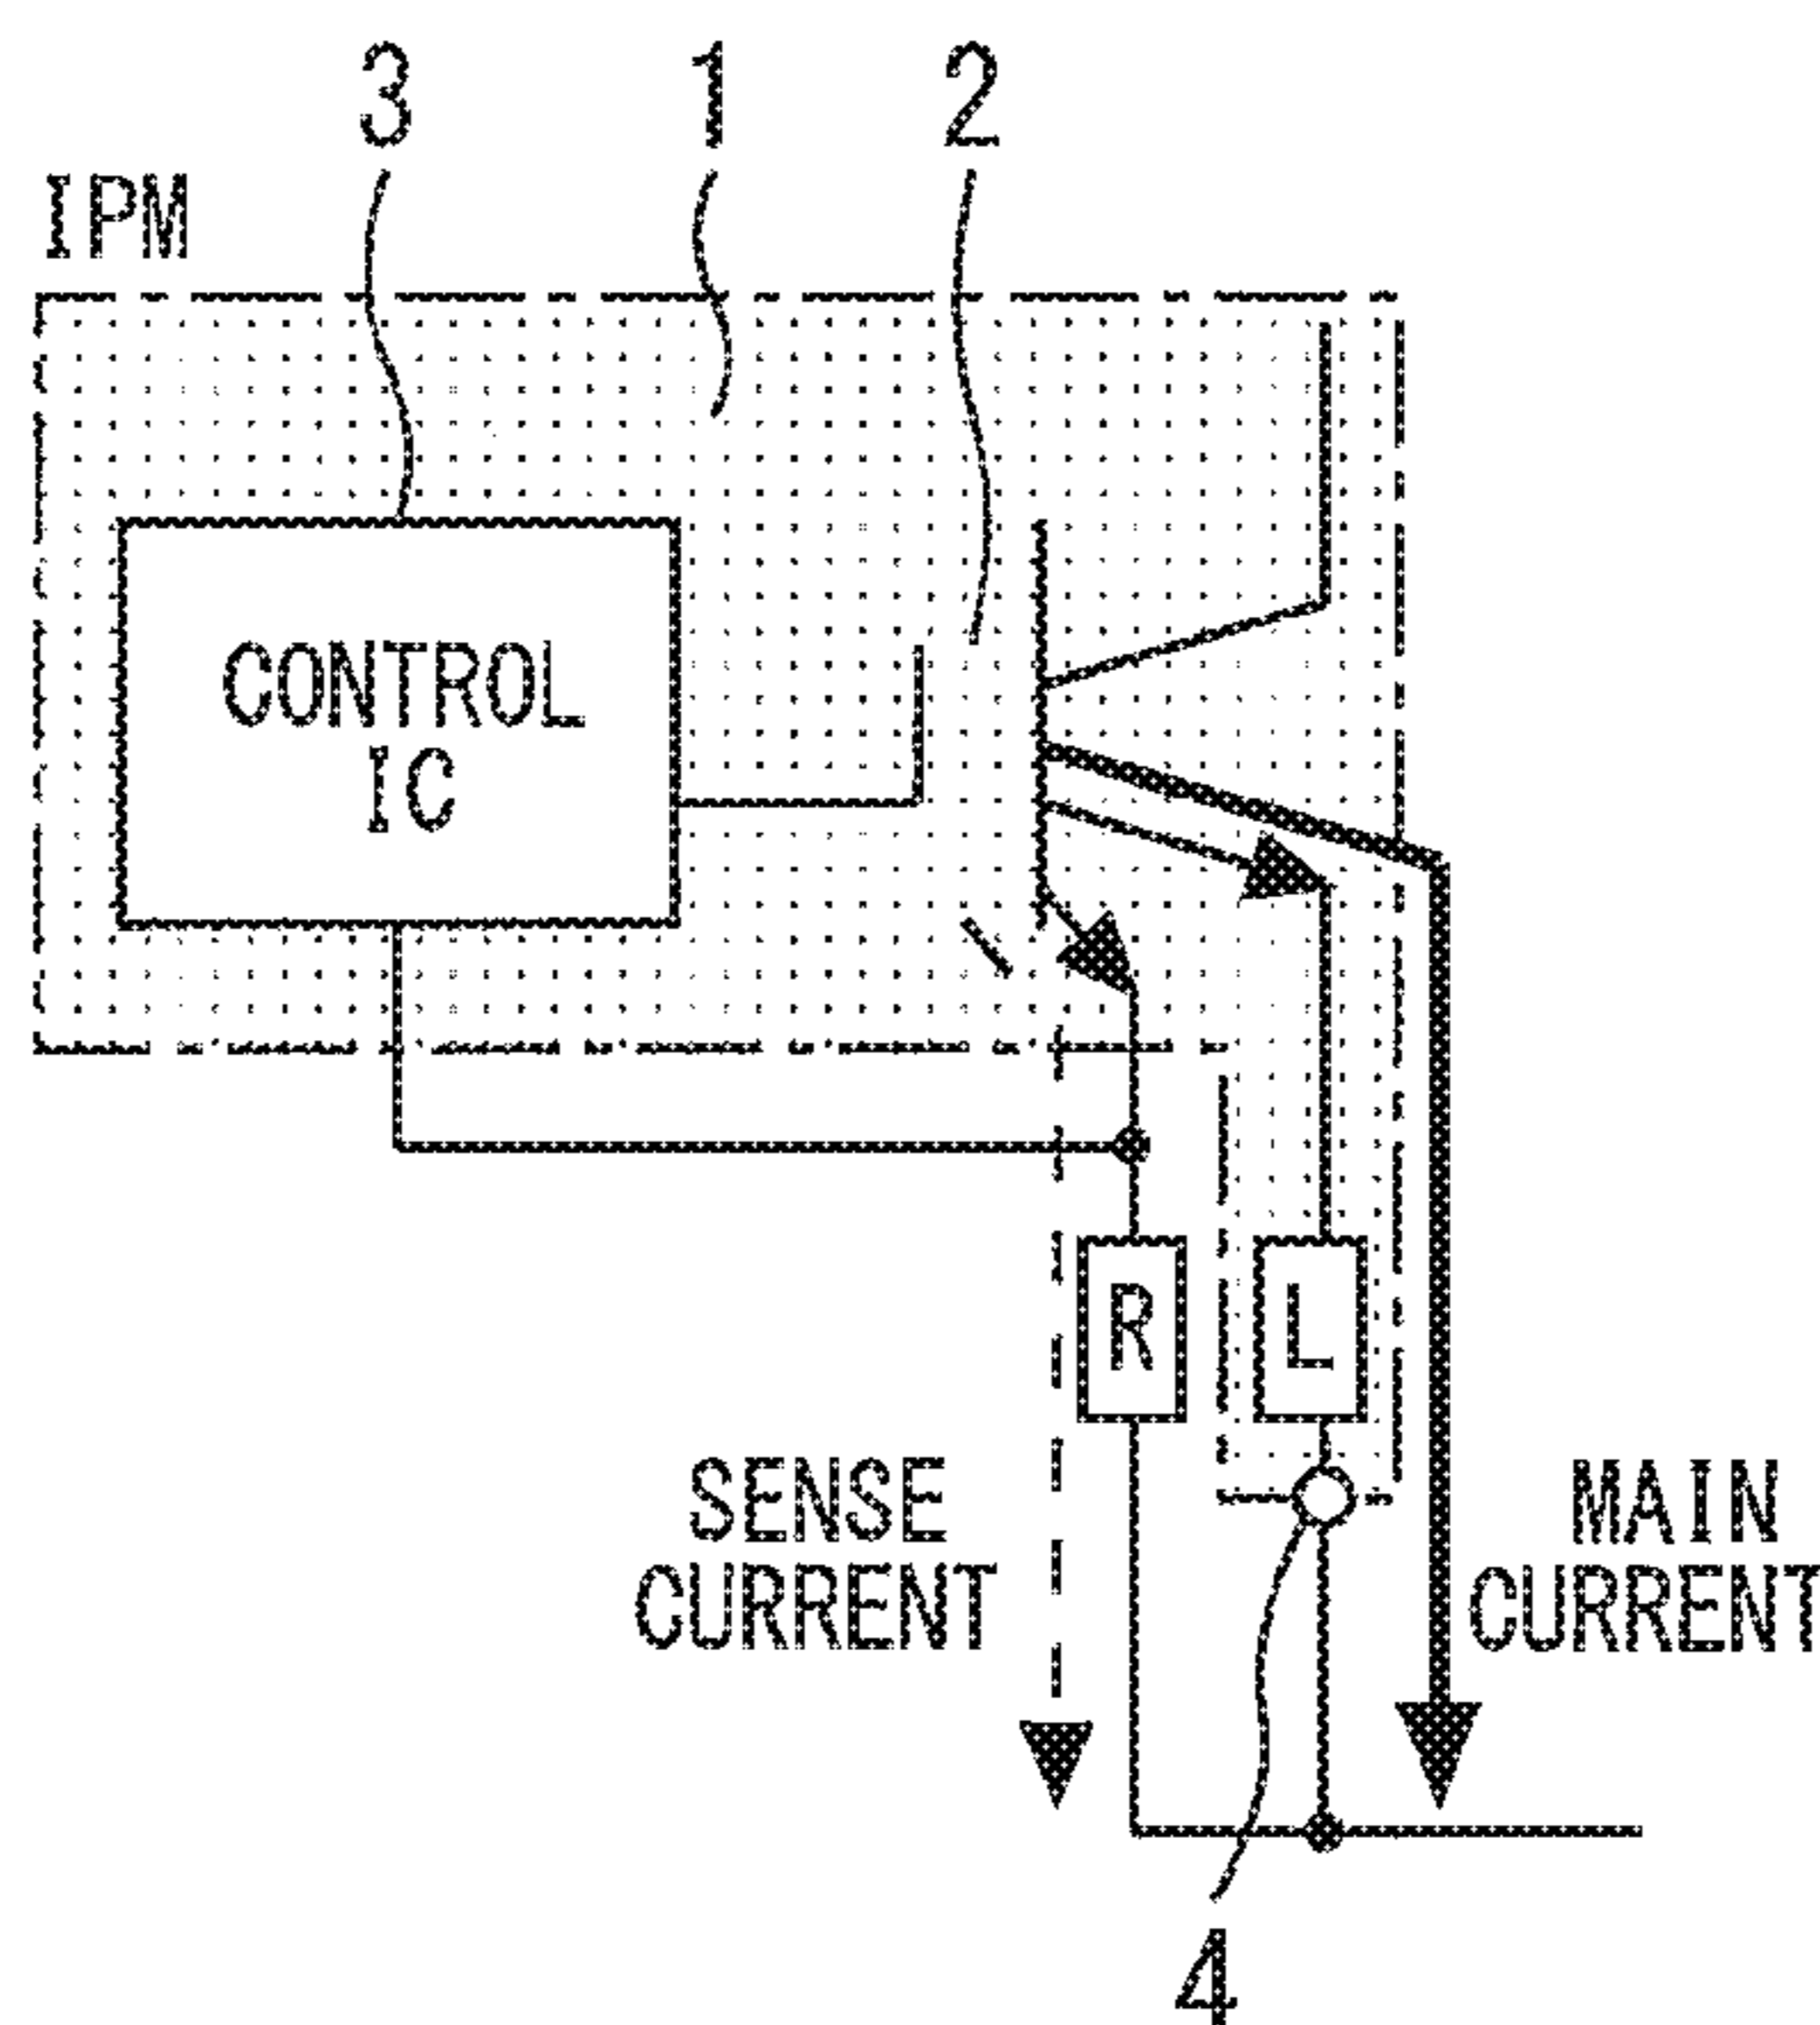 3 1 2
IPM
CONTROL
IC
R L
SENSE
CURRENT
MAIN
CURRENT
4